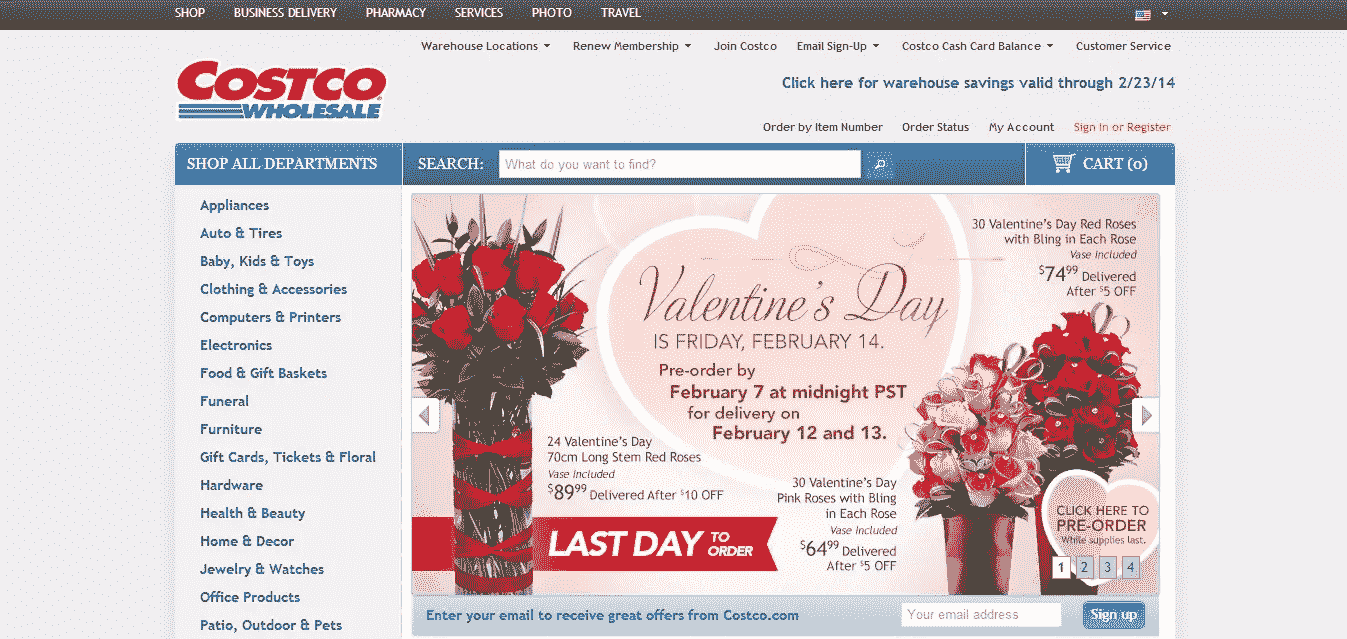 SHOP BUSINESS DELIVERY PHARMACY SERVICES PHOTO TRAVEL
Warehouse Locations Renew Membership Join Costco Email Sign-Up Costco Cash Card Balance Customer Service
COSTCO
WHOLESALE
Click here for warehouse savings valid through 2/23/14
Order by Item Number Order Status My Account Sign In or Register
SHOP ALL DEPARTMENTS SEARCH: What do you want to find? CART (0)
Appliances
Auto & Tires
Baby, Kids & Toys
Clothing & Accessories
Computers & Printers
Electronics
Food & Gift Baskets
Funeral
Furniture
Gift Cards, Tickets & Floral
Hardware
Health & Beauty
Home & Decor
Jewelry & Watches
Office Products
Patio, Outdoor & Pets
30 Valentine's Day Red Roses
with Bling in Each Rose
Vase Included
$74.99 Delivered
After $5 OFF
Valentine's Day
IS FRIDAY, FEBRUARY 14.
Pre-order by
February 7 at midnight PST
for delivery on
February 12 and 13.
24 Valentine's Day
70cm Long Stem Red Roses
Vase Included
$89.99 Delivered After $10 OFF
30 Valentine's Day
Pink Roses with Bling
in Each Rose
Vase Included
$64.99 Delivered
After $5 OFF
LAST DAY TO ORDER
CLICK HERE TO
PRE-ORDER
While supplies last.
1 2 3 4
Enter your email to receive great offers from Costco.com Your email address Sign up